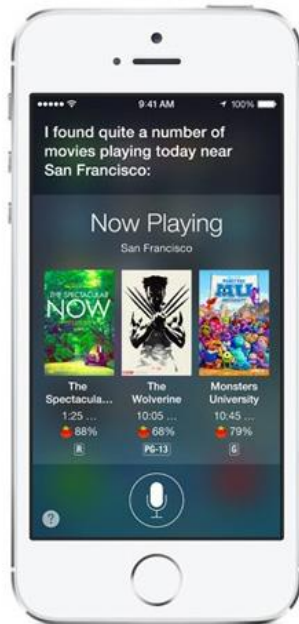 9:41 AM 100%
I found quite a number of
movies playing today near
San Francisco:
Now Playing
San Francisco
THE SPECTACULAR
NOW
MONSTERS
UNIVERSITY
MU
The
Spectacula...
The
Wolverine
Monsters
University
1:25 ...
10:05 ...
10:45 ...
88%
68%
79%
R
PG-13
G
?